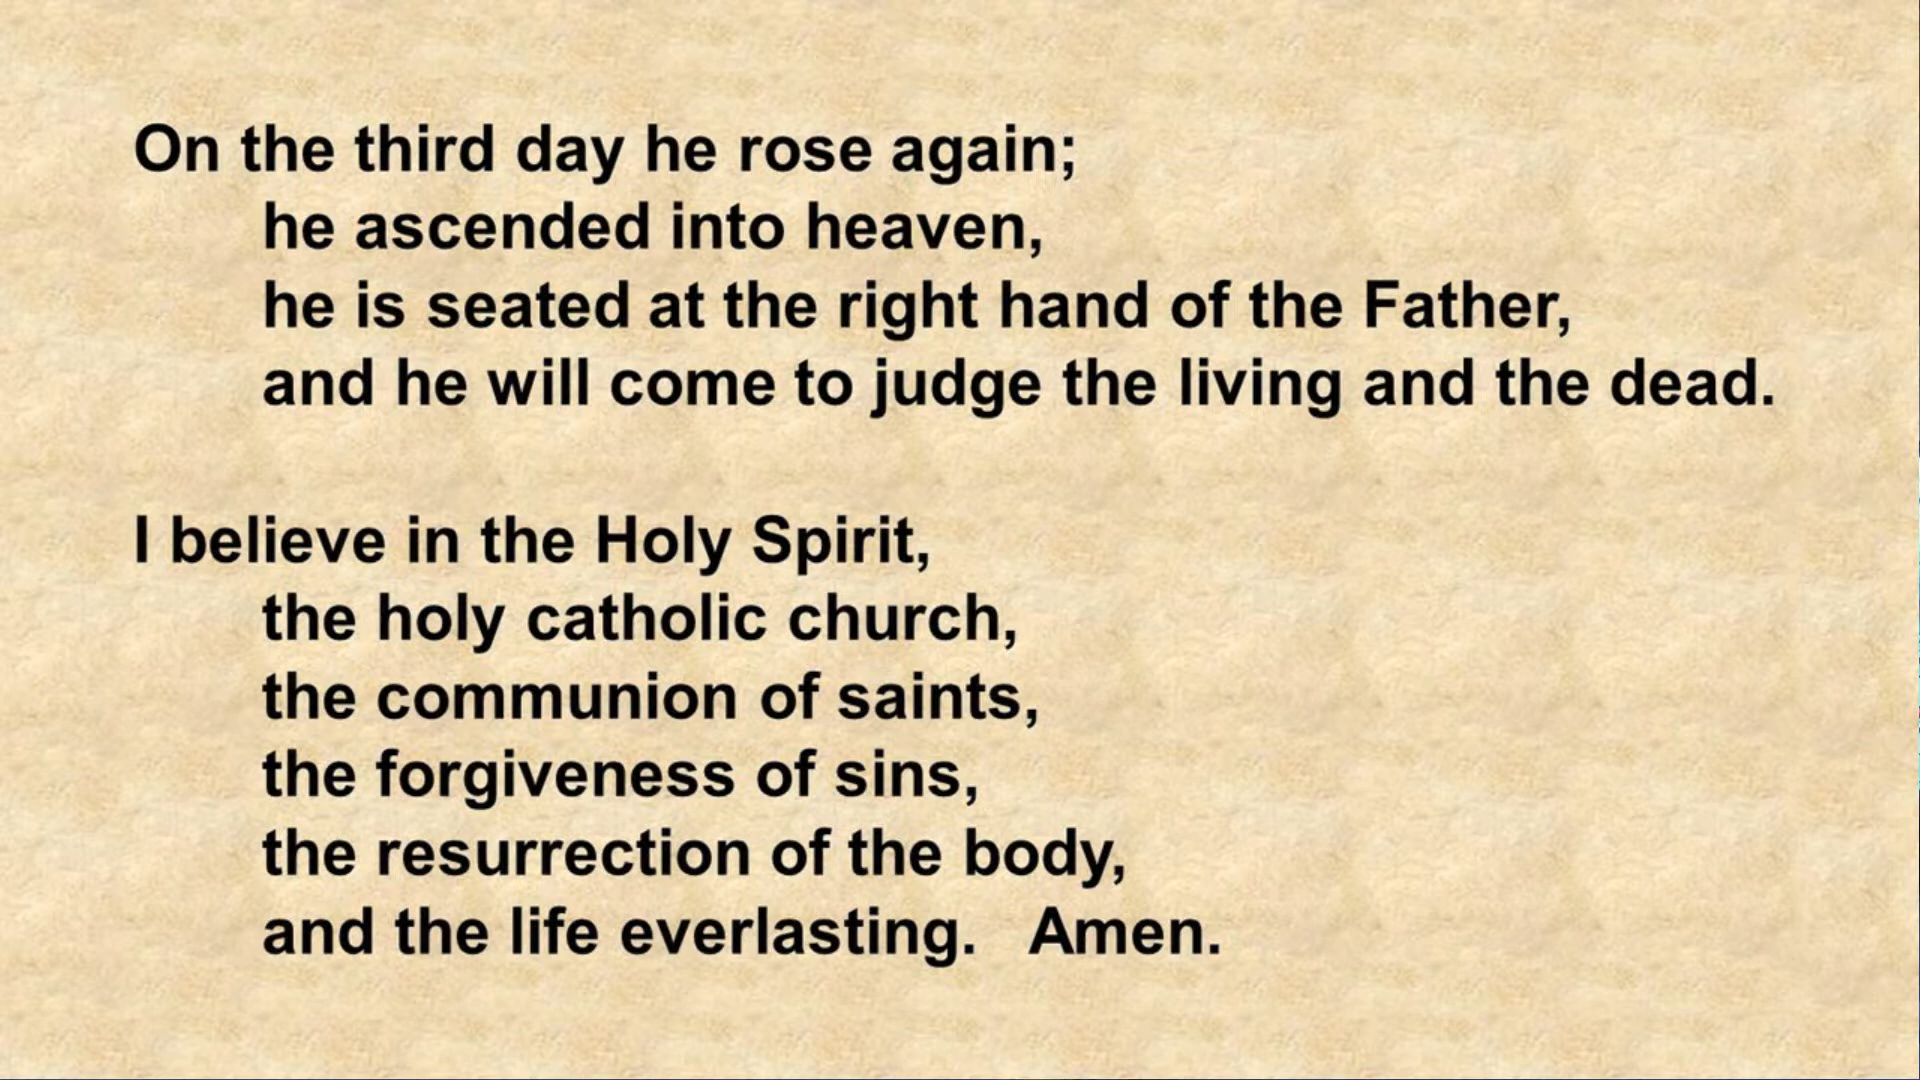 On the third day he rose again;
he ascended into heaven,
he is seated at the right hand of the Father,
and he will come to judge the living and the dead.
I believe in the Holy Spirit,
the holy catholic church,
the communion of saints,
the forgiveness of sins,
the resurrection of the body,
and the life everlasting. Amen.